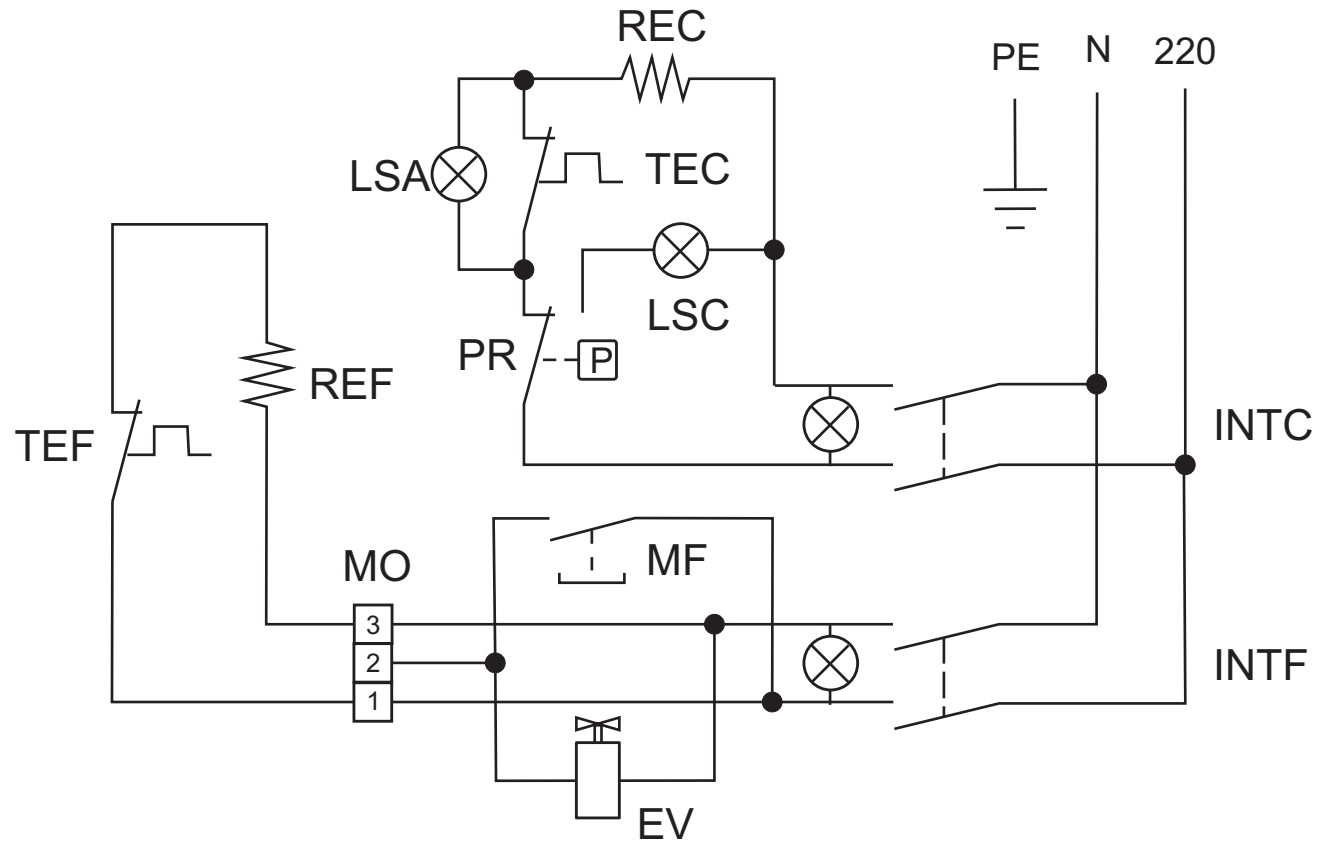 REC
PE N 220
LSA
TEC
LSC
PR
P
REF
TEF
INTC
MO
MF
3
2
1
INTF
EV